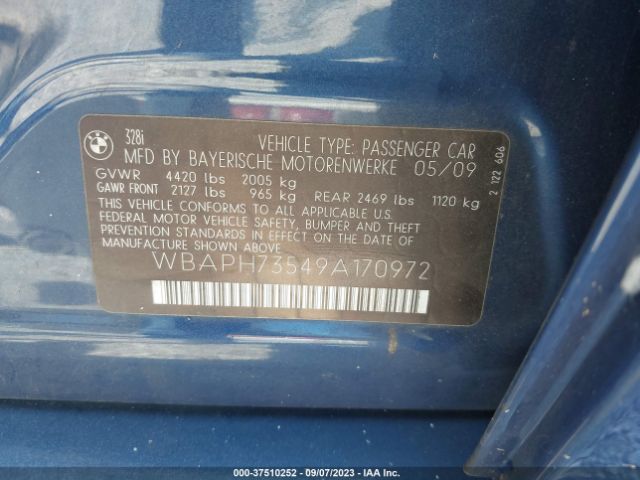 BMW
328i
VEHICLE TYPE: PASSENGER CAR
MFD BY BAYERISCHE MOTORENWERKE 05/09
GVWR 4420 lbs 2005 kg
GAWR FRONT 2127 lbs 965 kg REAR 2469 lbs 1120 kg
THIS VEHICLE CONFORMS TO ALL APPLICABLE U.S.
FEDERAL MOTOR VEHICLE SAFETY, BUMPER AND THEFT
PREVENTION STANDARDS IN EFFECT ON THE DATE OF
MANUFACTURE SHOWN ABOVE.
WBAPH73549A170972
2 122 606
000-37510252 - 09/07/2023 - IAA Inc.